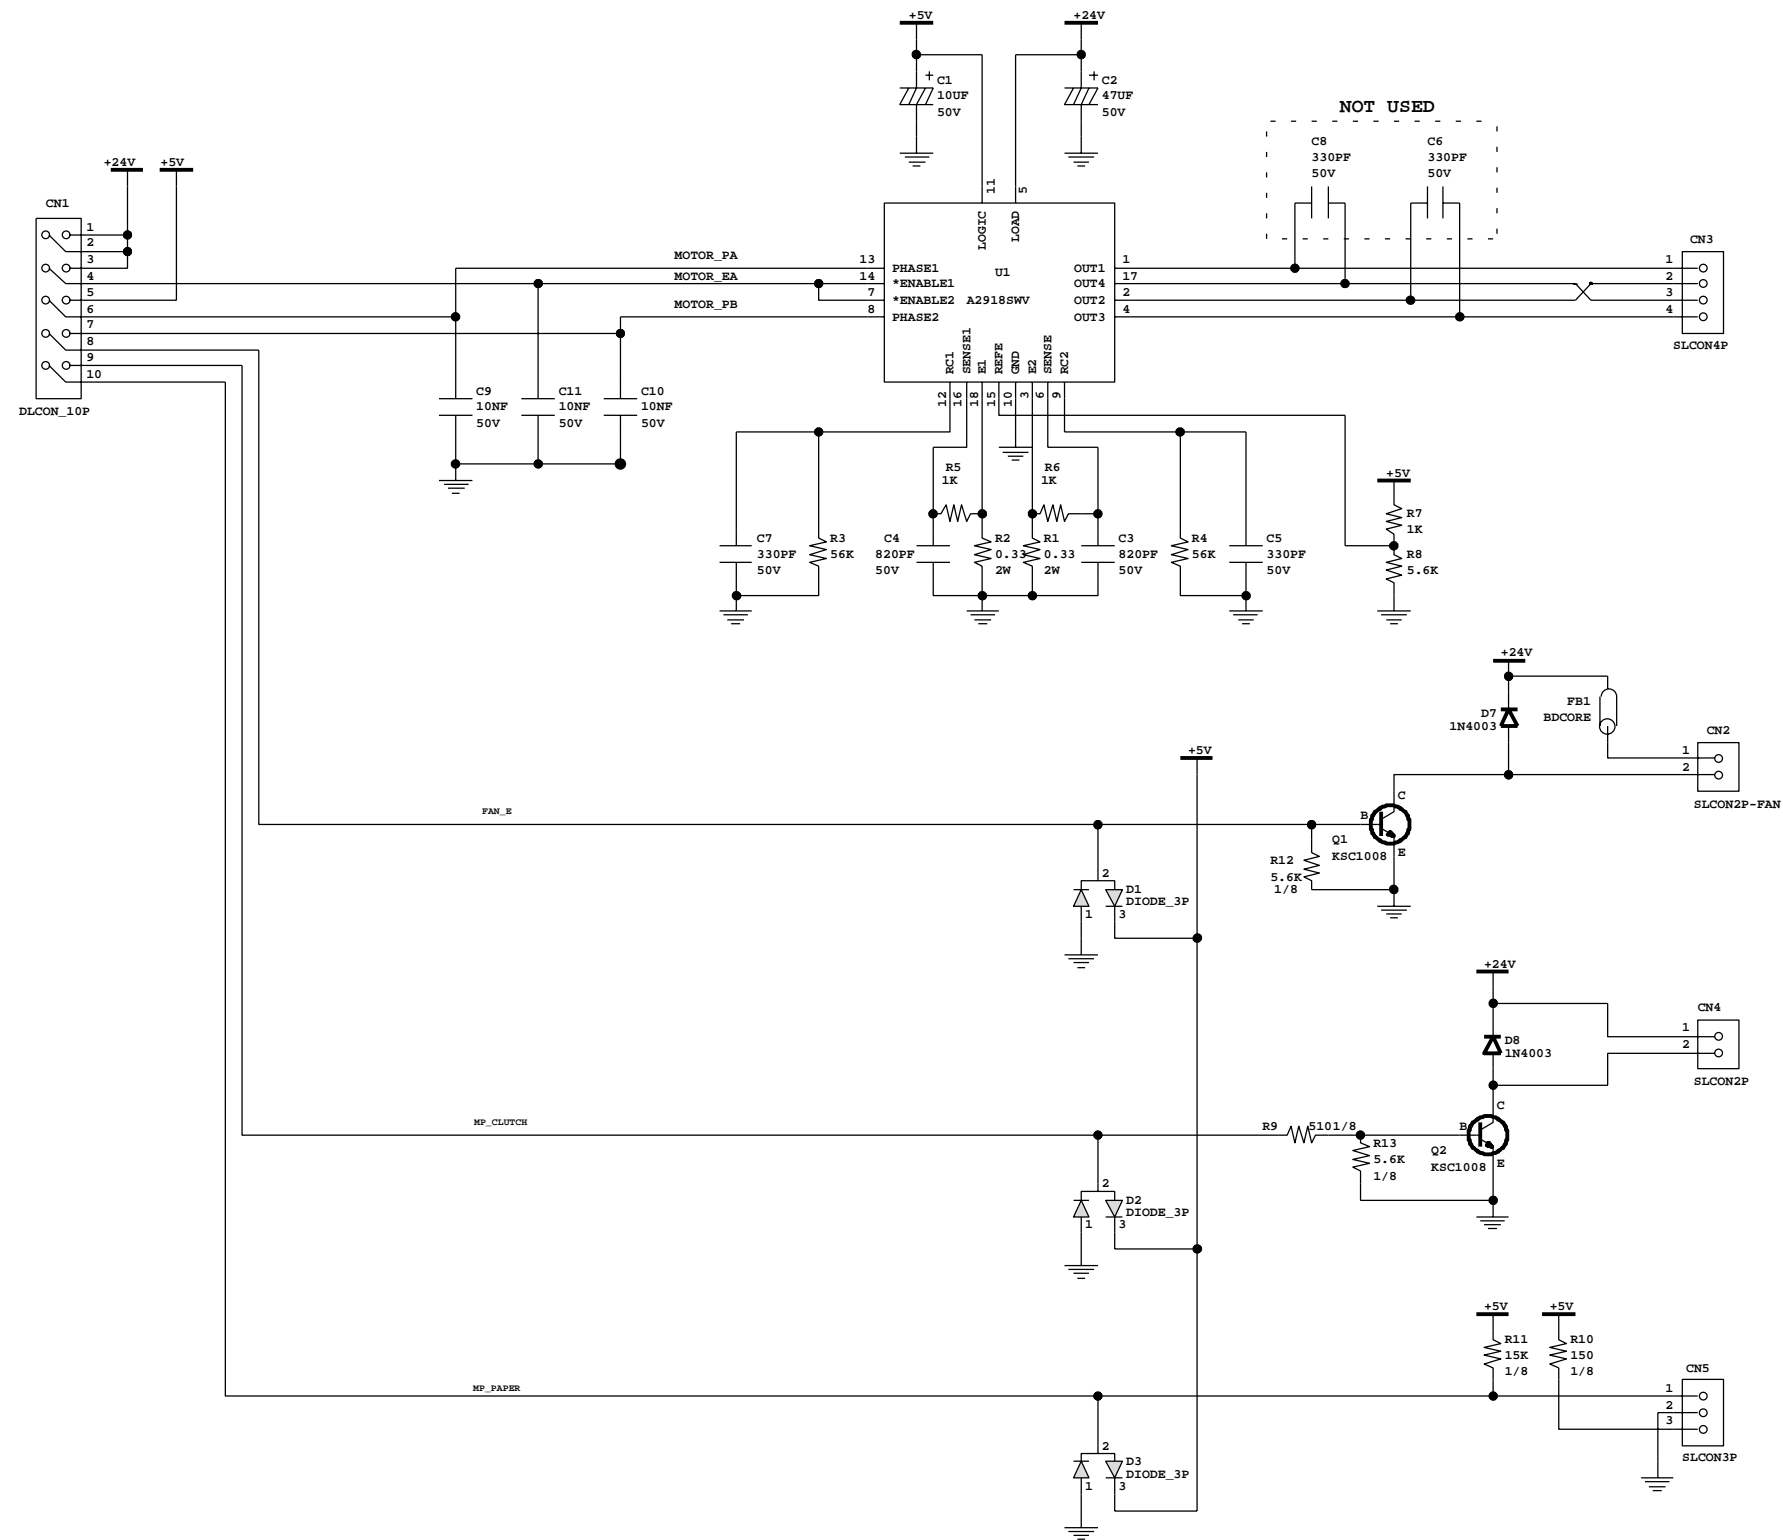 +5V
+24V
C1
10UF
50V
C2
47UF
50V
NOT USED
C8
330PF
50V
C6
330PF
50V
+24V
+5V
CN1
1
2
3
4
5
6
7
8
9
10
DLCON_10P
MOTOR_PA
MOTOR_EA
MOTOR_PB
11
5
LOGIC
LOAD
13
14
7
8
PHASE1
*ENABLE1
*ENABLE2
PHASE2
U1
A2918SWV
OUT1
OUT4
OUT2
OUT3
1
17
2
4
RC1
SENSE1
E1
REFE
GND
E2
SENSE
RC2
12
16
18
15
10
3
6
9
CN3
1
2
3
4
SLCON4P
C9
10NF
50V
C11
10NF
50V
C10
10NF
50V
R5
1K
R6
1K
C7
330PF
50V
R3
56K
C4
820PF
50V
R2
0.33
2W
R1
0.33
2W
C3
820PF
50V
R4
56K
C5
330PF
50V
+5V
R7
1K
R8
5.6K
+24V
D7
1N4003
FB1
BDCORE
CN2
1
2
SLCON2P-FAN
+5V
FAN_E
C
B
E
Q1
KSC1008
R12
5.6K
1/8
2
D1
DIODE_3P
1
3
+24V
CN4
1
2
SLCON2P
D8
1N4003
MP_CLUTCH
R9
5101/8
R13
5.6K
1/8
C
B
E
Q2
KSC1008
2
D2
DIODE_3P
1
3
+5V
+5V
R11
15K
1/8
R10
150
1/8
MP_PAPER
CN5
1
2
3
SLCON3P
2
D3
DIODE_3P
1
3